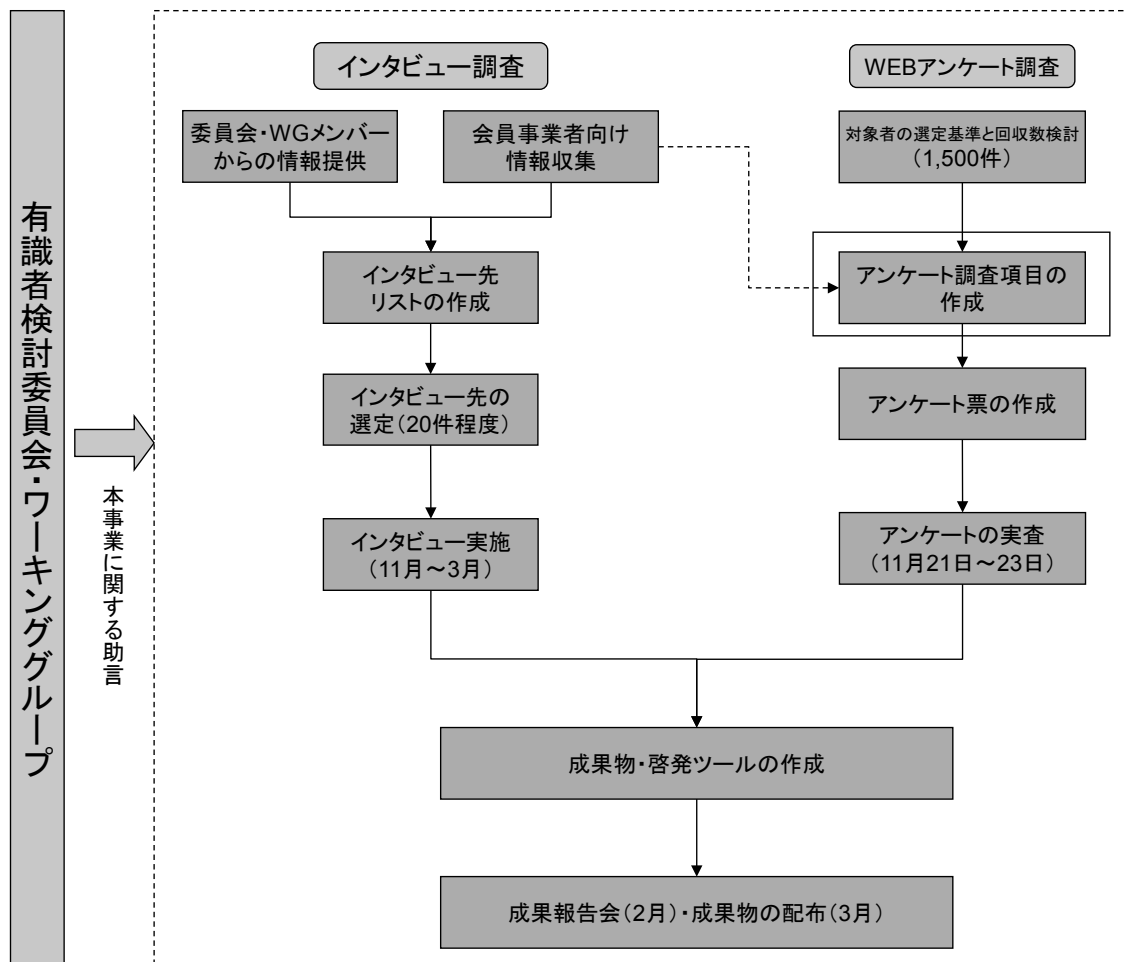 有識者検討委員会・ワーキンググループ
本事業に関する助言
インタビュー調査
委員会・WGメンバー
からの情報提供
会員事業者向け
情報収集
インタビュー先
リストの作成
インタビュー先の
選定（20件程度）
インタビュー実施
（11月～3月）
WEBアンケート調査
対象者の選定基準と回収数検討
（1,500件）
アンケート調査項目の
作成
アンケート票の作成
アンケートの実査
（11月21日～23日）
成果物・啓発ツールの作成
成果報告会（2月）・成果物の配布（3月）